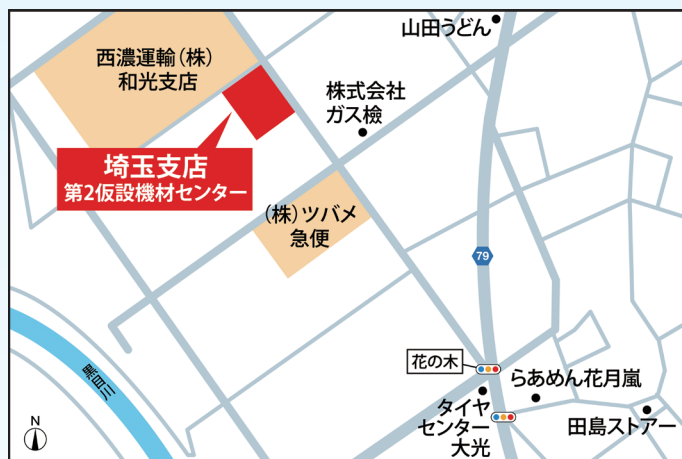 山田うどん
西濃運輸(株)
和光支店
株式会社
ガス検
埼玉支店
第2仮設機材センター
(株)ツバメ
急便
79
黒目川
花の木
らあめん花月嵐
タイヤ
センター
大光
田島ストアー
N